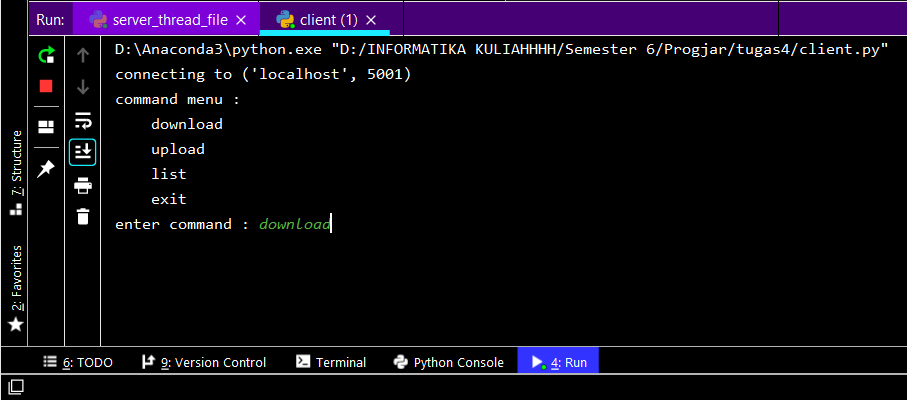 Run: server_thread_file × client (1) ×
D:\Anaconda3\python.exe "D:/INFORMATIKA KULIAHHHH/Semester 6/Progjar/tugas4/client.py"
connecting to ('localhost', 5001)
command menu :
download
upload
list
exit
enter command : download
7: Structure
2: Favorites
6: TODO 9: Version Control Terminal Python Console 4: Run